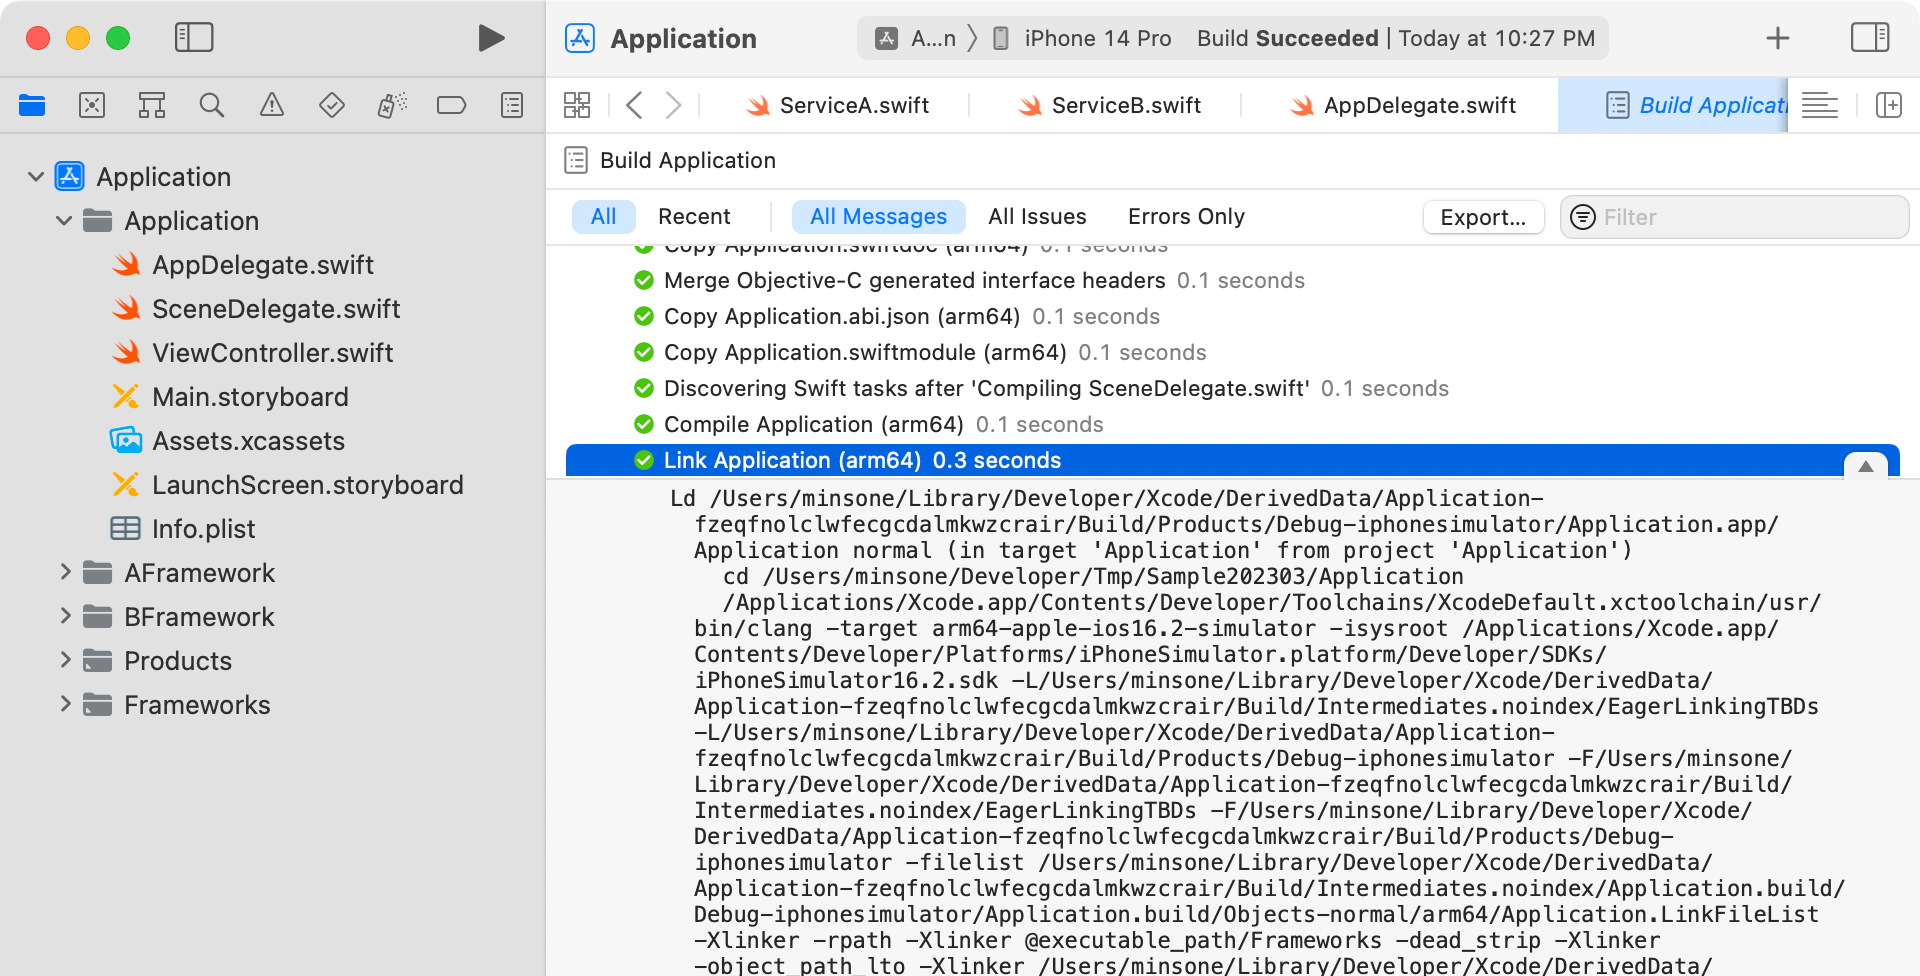 Application
A...n 〉 iPhone 14 Pro Build Succeeded | Today at 10:27 PM
ServiceA.swift
ServiceB.swift
AppDelegate.swift
Build Applicati
Application
Application
AppDelegate.swift
SceneDelegate.swift
ViewController.swift
Main.storyboard
Assets.xcassets
LaunchScreen.storyboard
Info.plist
AFramework
BFramework
Products
Frameworks
Build Application
All Recent All Messages All Issues Errors Only Export... Filter
Copy Application.swiftdoc (arm64) 0.1 seconds
Merge Objective-C generated interface headers 0.1 seconds
Copy Application.abi.json (arm64) 0.1 seconds
Copy Application.swiftmodule (arm64) 0.1 seconds
Discovering Swift tasks after 'Compiling SceneDelegate.swift' 0.1 seconds
Compile Application (arm64) 0.1 seconds
Link Application (arm64) 0.3 seconds
Ld /Users/minsone/Library/Developer/Xcode/DerivedData/Application-
fzeqfnolclwfecgcdalmkwzcrair/Build/Products/Debug-iphonesimulator/Application.app/
Application normal (in target 'Application' from project 'Application')
cd /Users/minsone/Developer/Tmp/Sample202303/Application
/Applications/Xcode.app/Contents/Developer/Toolchains/XcodeDefault.xctoolchain/usr/
bin/clang -target arm64-apple-ios16.2-simulator -isysroot /Applications/Xcode.app/
Contents/Developer/Platforms/iPhoneSimulator.platform/Developer/SDKs/
iPhoneSimulator16.2.sdk -L/Users/minsone/Library/Developer/Xcode/DerivedData/
Application-fzeqfnolclwfecgcdalmkwzcrair/Build/Intermediates.noindex/EagerLinkingTBDs
-L/Users/minsone/Library/Developer/Xcode/DerivedData/Application-
fzeqfnolclwfecgcdalmkwzcrair/Build/Products/Debug-iphonesimulator -F/Users/minsone/
Library/Developer/Xcode/DerivedData/Application-fzeqfnolclwfecgcdalmkwzcrair/Build/
Intermediates.noindex/EagerLinkingTBDs -F/Users/minsone/Library/Developer/Xcode/
DerivedData/Application-fzeqfnolclwfecgcdalmkwzcrair/Build/Products/Debug-
iphonesimulator -filelist /Users/minsone/Library/Developer/Xcode/DerivedData/
Application-fzeqfnolclwfecgcdalmkwzcrair/Build/Intermediates.noindex/Application.build/
Debug-iphonesimulator/Application.build/Objects-normal/arm64/Application.LinkFileList
-Xlinker -rpath -Xlinker @executable_path/Frameworks -dead_strip -Xlinker
-object_path_lto -Xlinker /Users/minsone/Library/Developer/Xcode/DerivedData/